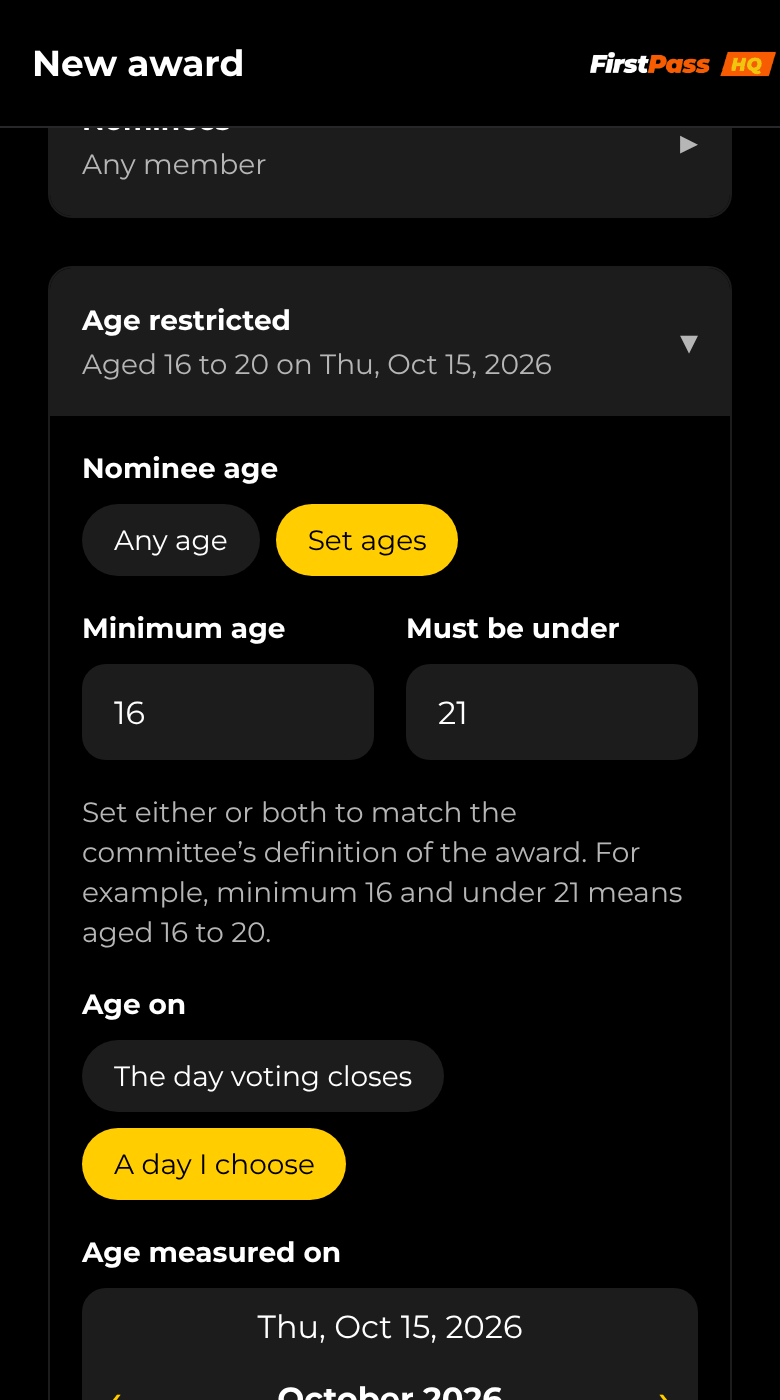 New award
FirstPass HQ
Any member
Age restricted
Aged 16 to 20 on Thu, Oct 15, 2026
Nominee age
Any age
Set ages
Minimum age
Must be under
16
21
Set either or both to match the
committee’s definition of the award. For
example, minimum 16 and under 21 means
aged 16 to 20.
Age on
The day voting closes
A day I choose
Age measured on
Thu, Oct 15, 2026
October 2026